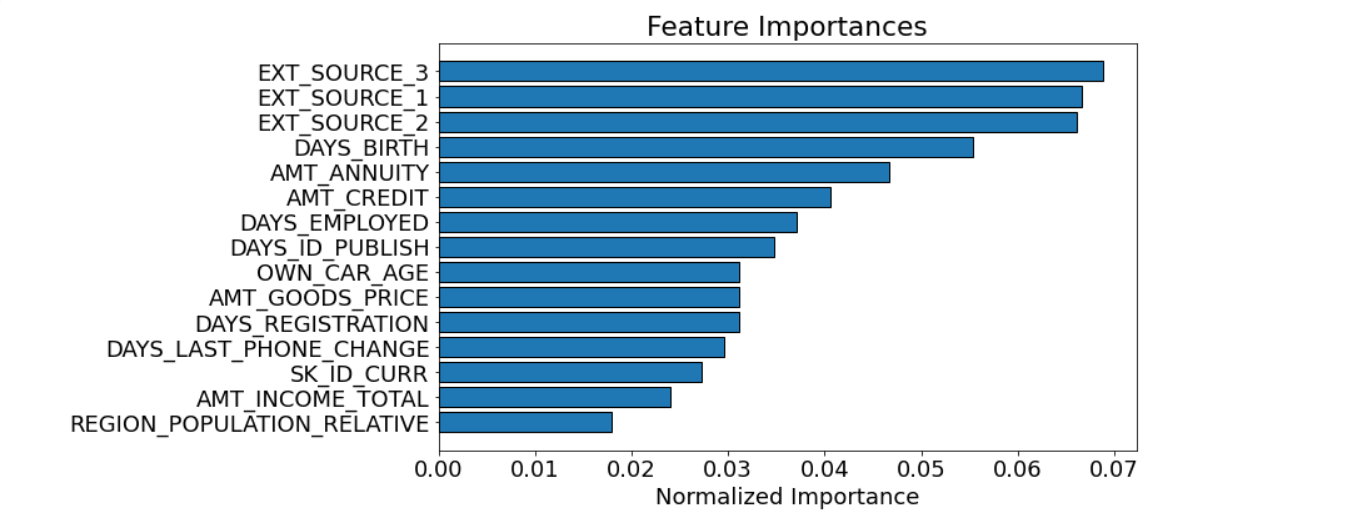 Feature Importances
EXT_SOURCE_3
EXT_SOURCE_1
EXT_SOURCE_2
DAYS_BIRTH
AMT_ANNUITY
AMT_CREDIT
DAYS_EMPLOYED
DAYS_ID_PUBLISH
OWN_CAR_AGE
AMT_GOODS_PRICE
DAYS_REGISTRATION
DAYS_LAST_PHONE_CHANGE
SK_ID_CURR
AMT_INCOME_TOTAL
REGION_POPULATION_RELATIVE
0.00 0.01 0.02 0.03 0.04 0.05 0.06 0.07
Normalized Importance